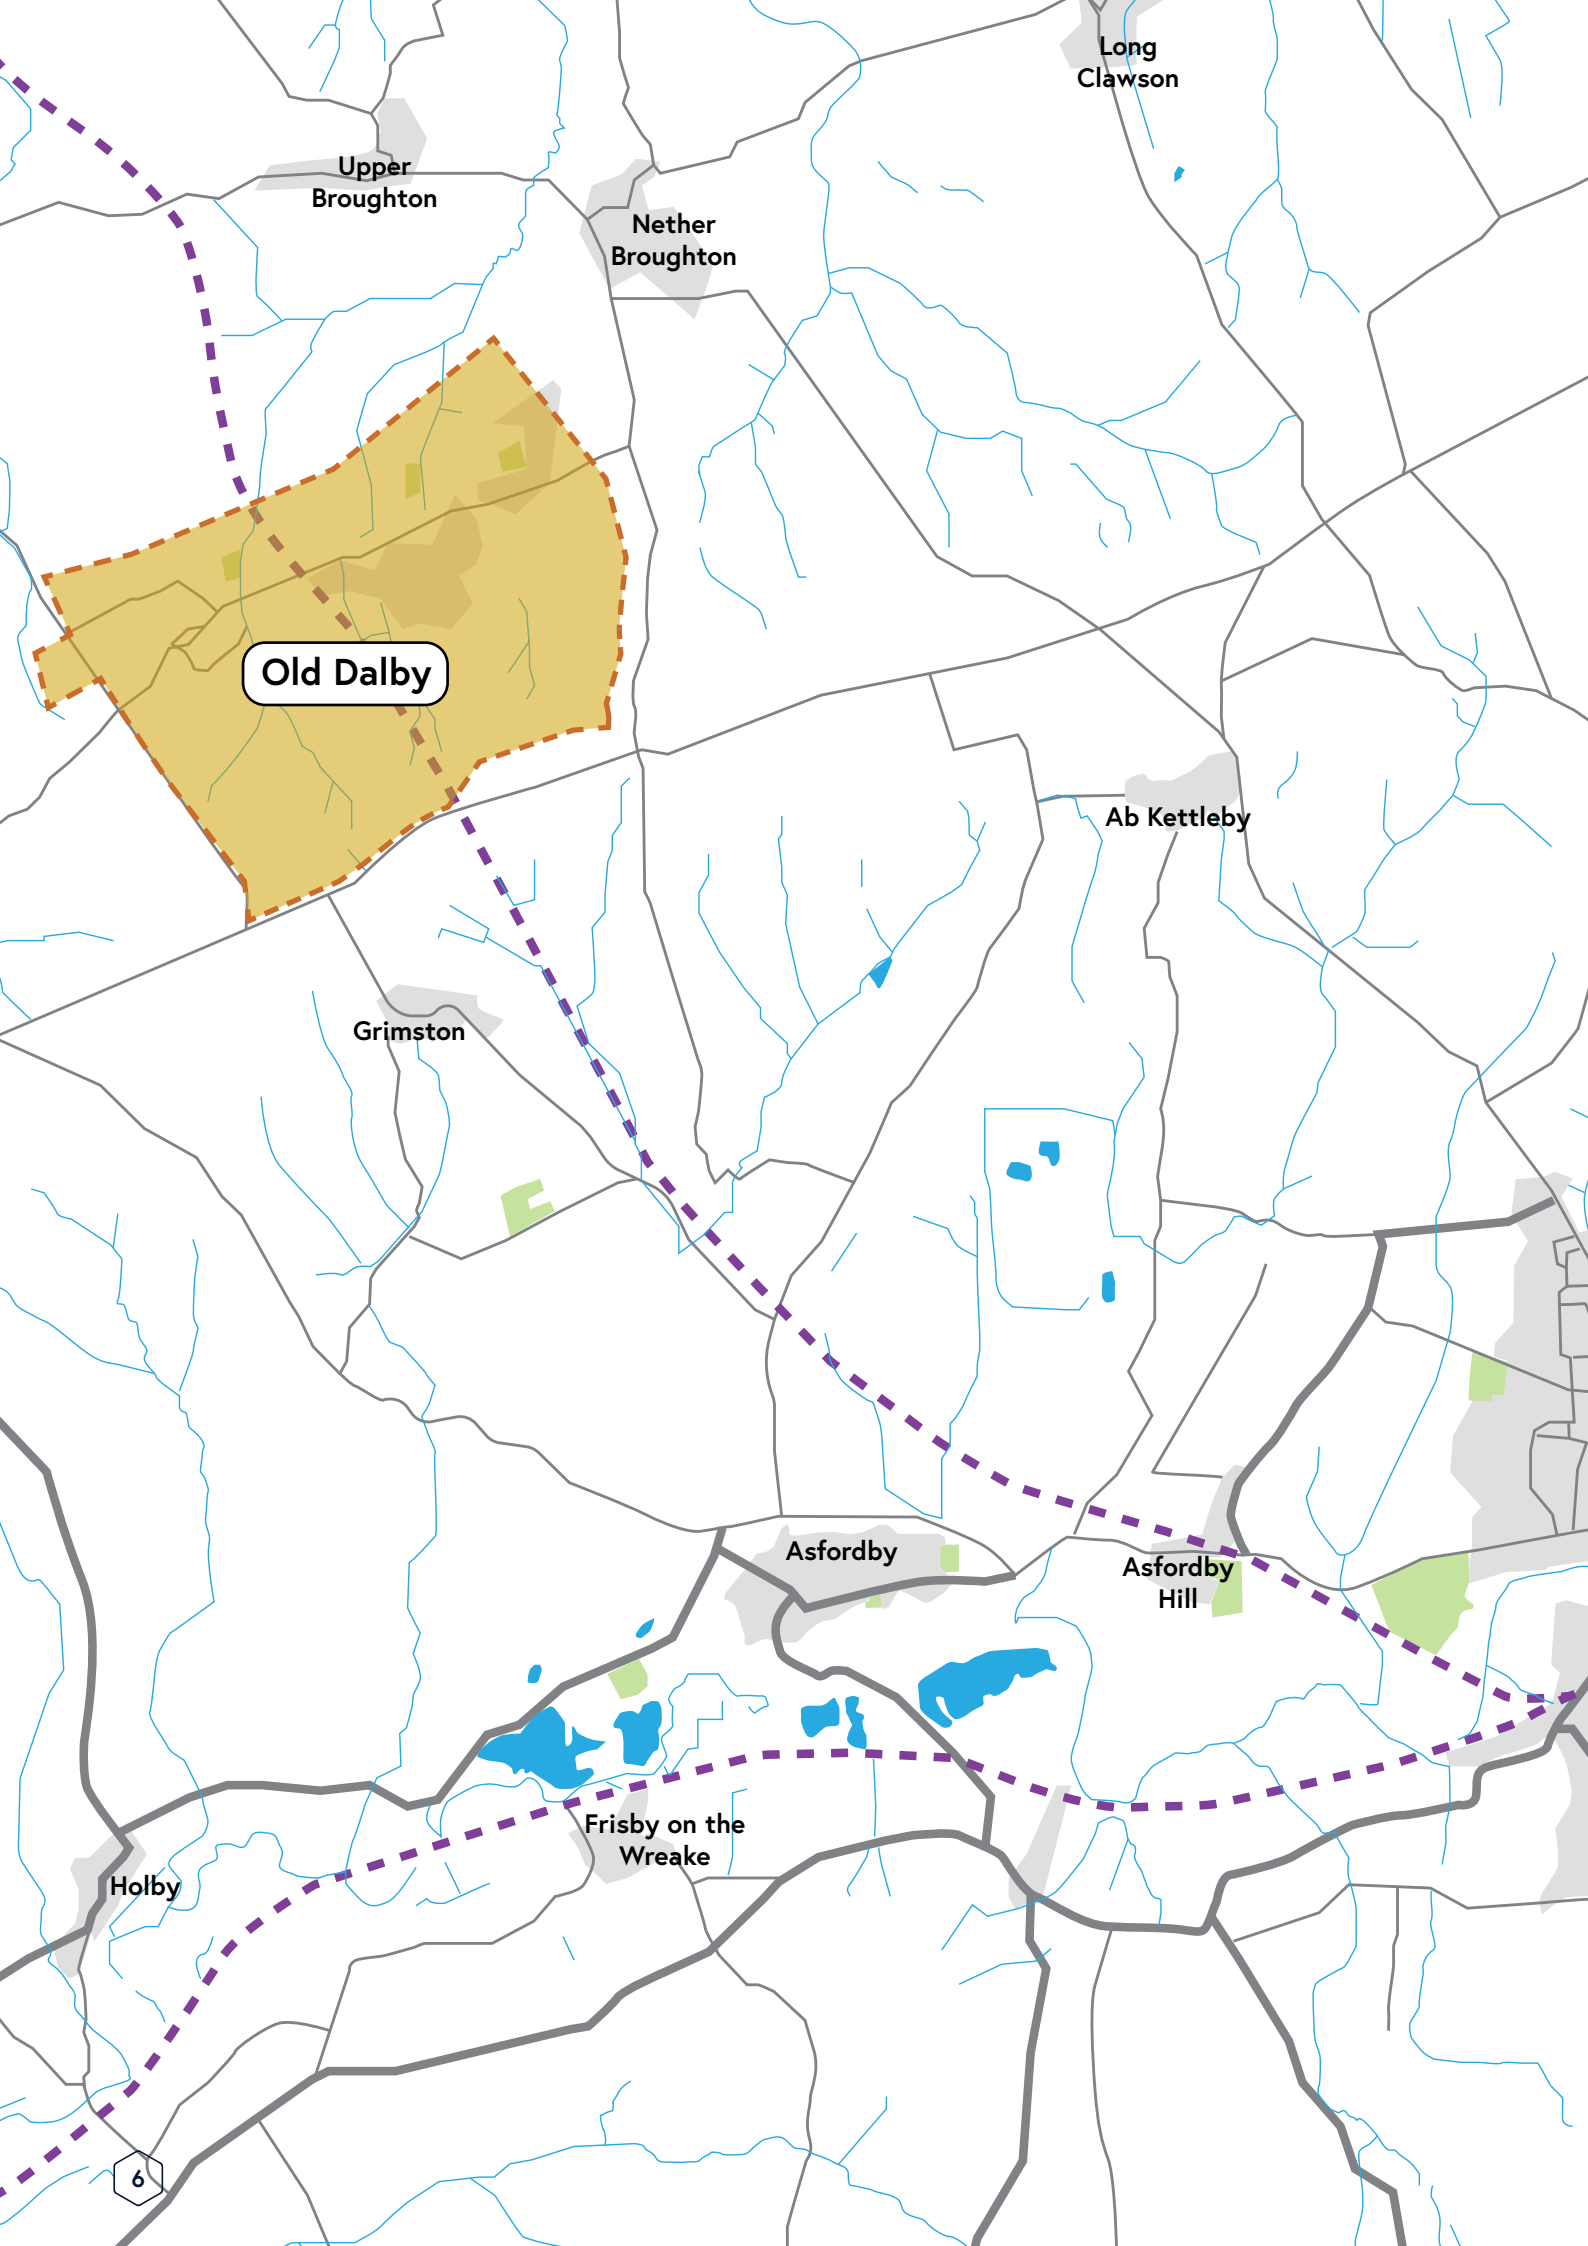 Long
Clawson
Upper
Broughton
Nether
Broughton
Old Dalby
Ab Kettleby
Grimston
Asfordby
Asfordby
Hill
Frisby on the
Wreake
Holby
6